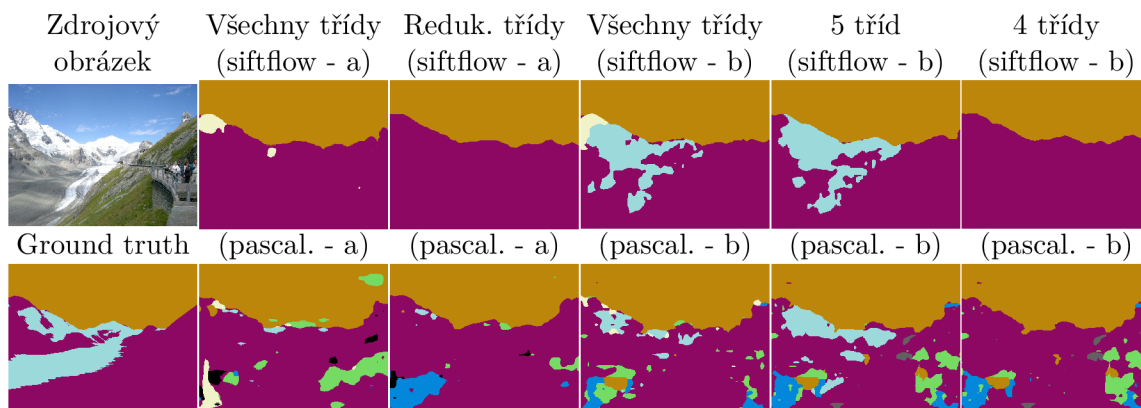 Zdrojový obrázek
Všechny třídy (siftflow - a)
Reduk. třídy (siftflow - a)
Všechny třídy (siftflow - b)
5 tříd (siftflow - b)
4 třídy (siftflow - b)
Ground truth
(pascal. - a)
(pascal. - a)
(pascal. - b)
(pascal. - b)
(pascal. - b)